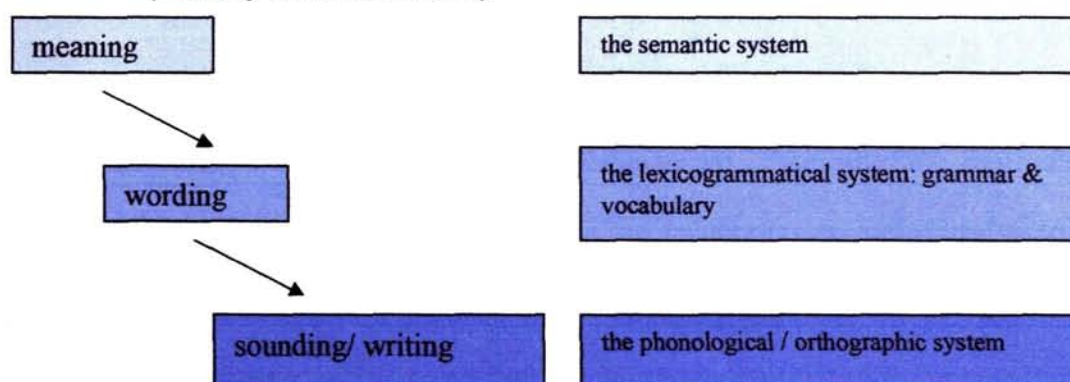 meaning
the semantic system
wording
the lexicogrammatical system: grammar &
vocabulary
sounding/ writing
the phonological / orthographic system